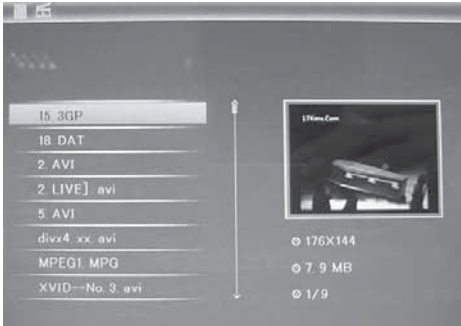 15. 3GP
18. DAT
2. AVI
2. LIVE]. avi
5. AVI
divx4. xx. avi
MPEG1. MPG
XVID--No. 3. avi
176X144
7. 9 MB
1/9